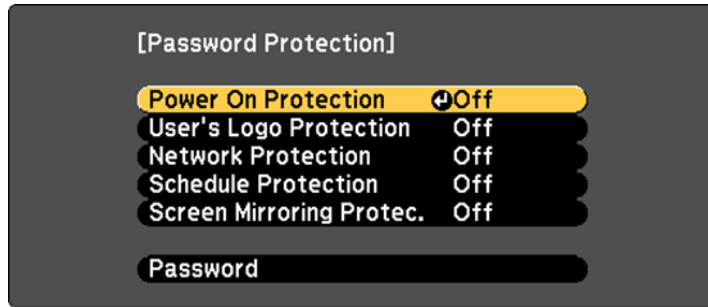 [Password Protection]
Power On Protection Off
User's Logo Protection Off
Network Protection Off
Schedule Protection Off
Screen Mirroring Protec. Off
Password